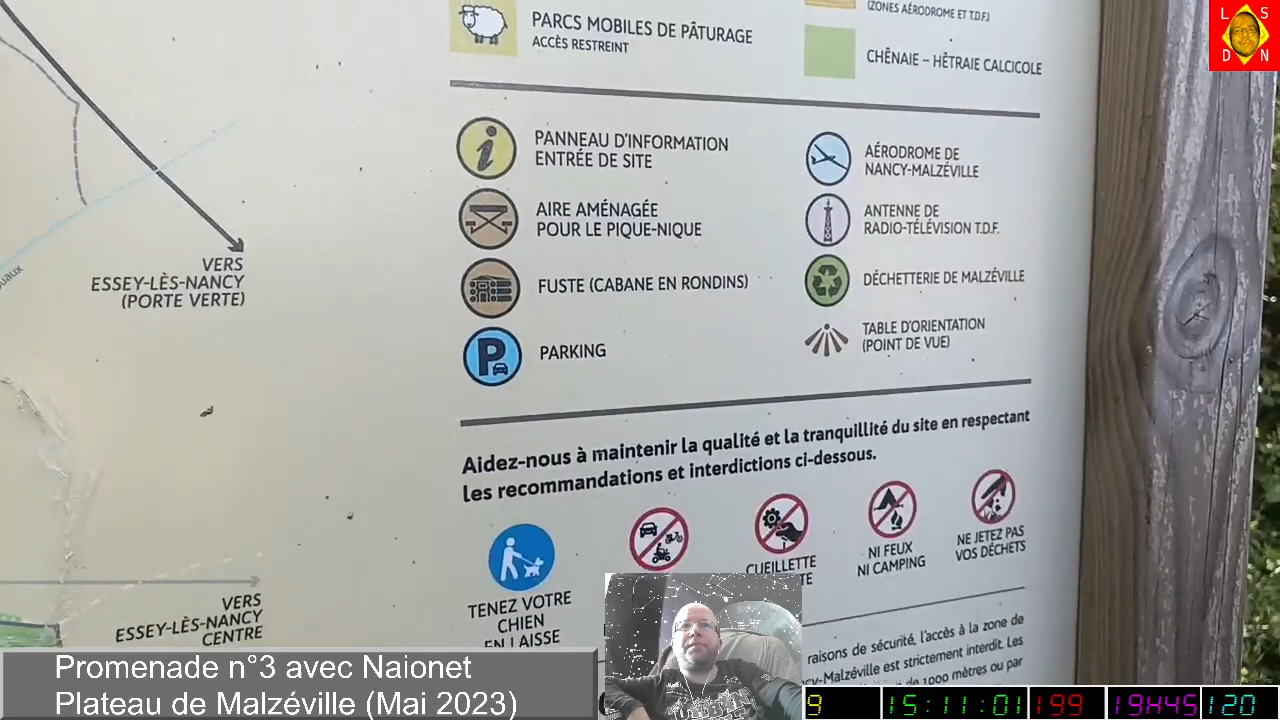 PARCS MOBILES DE PÂTURAGE
ACCÈS RESTREINT
(ZONES AÉRODROME ET T.D.F.)
CHÊNAIE – HÊTRAIE CALCICOLE
PANNEAU D'INFORMATION
ENTRÉE DE SITE
AIRE AMÉNAGÉE
POUR LE PIQUE-NIQUE
FUSTE (CABANE EN RONDINS)
P
PARKING
AÉRODROME DE
NANCY-MALZÉVILLE
ANTENNE DE
RADIO-TÉLÉVISION T.D.F.
DÉCHETTERIE DE MALZÉVILLE
TABLE D'ORIENTATION
(POINT DE VUE)
VERS
ESSEY-LÈS-NANCY
(PORTE VERTE)
Aidez-nous à maintenir la qualité et la tranquillité du site en respectant
les recommandations et interdictions ci-dessous.
TENEZ VOTRE
CHIEN
EN LAISSE
CUEILLETTE
NI FEUX
NI CAMPING
NE JETEZ PAS
VOS DÉCHETS
VERS
ESSEY-LÈS-NANCY
CENTRE
raisons de sécurité, l'accès à la zone de
-Malzéville est strictement interdit. Les
de 1000 mètres ou par
L S
D N
Promenade n°3 avec Naionet
Plateau de Malzéville (Mai 2023)
9 15:11:01 199 19H45 120